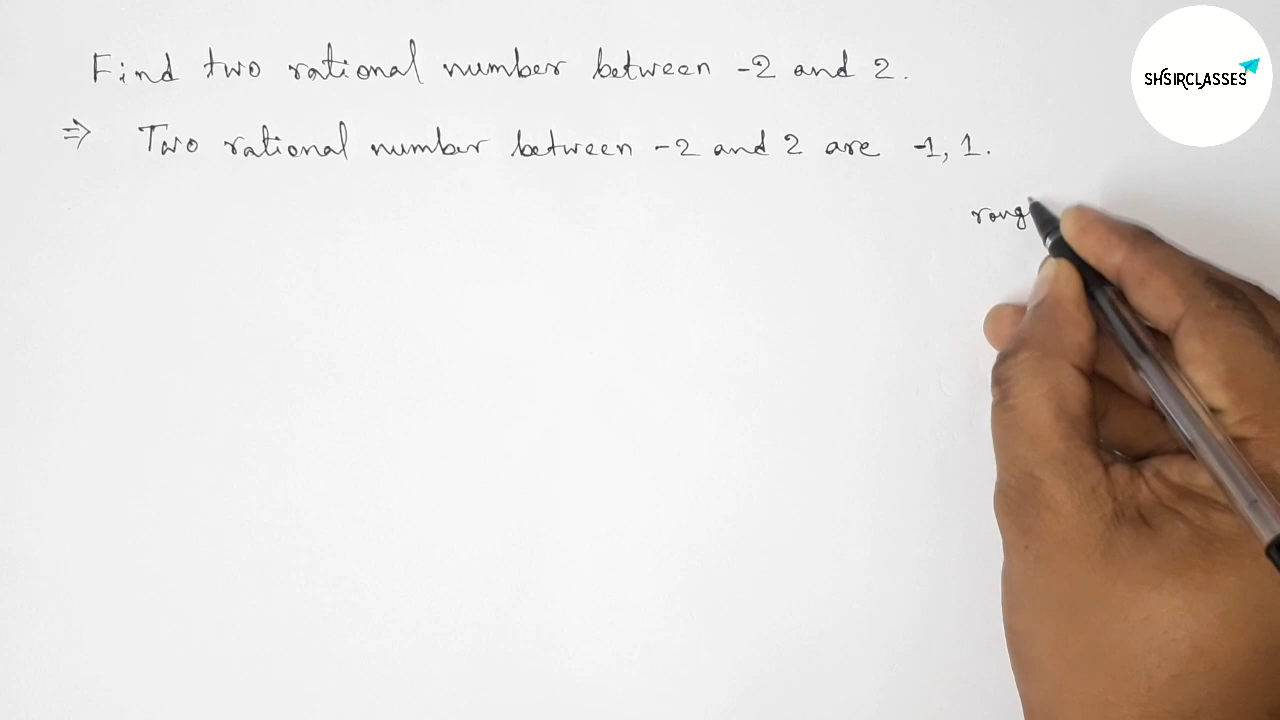 Find two rational number between -2 and 2.
SHSIRCLASSES
⇒ Two rational number between -2 and 2 are -1, 1.
roug